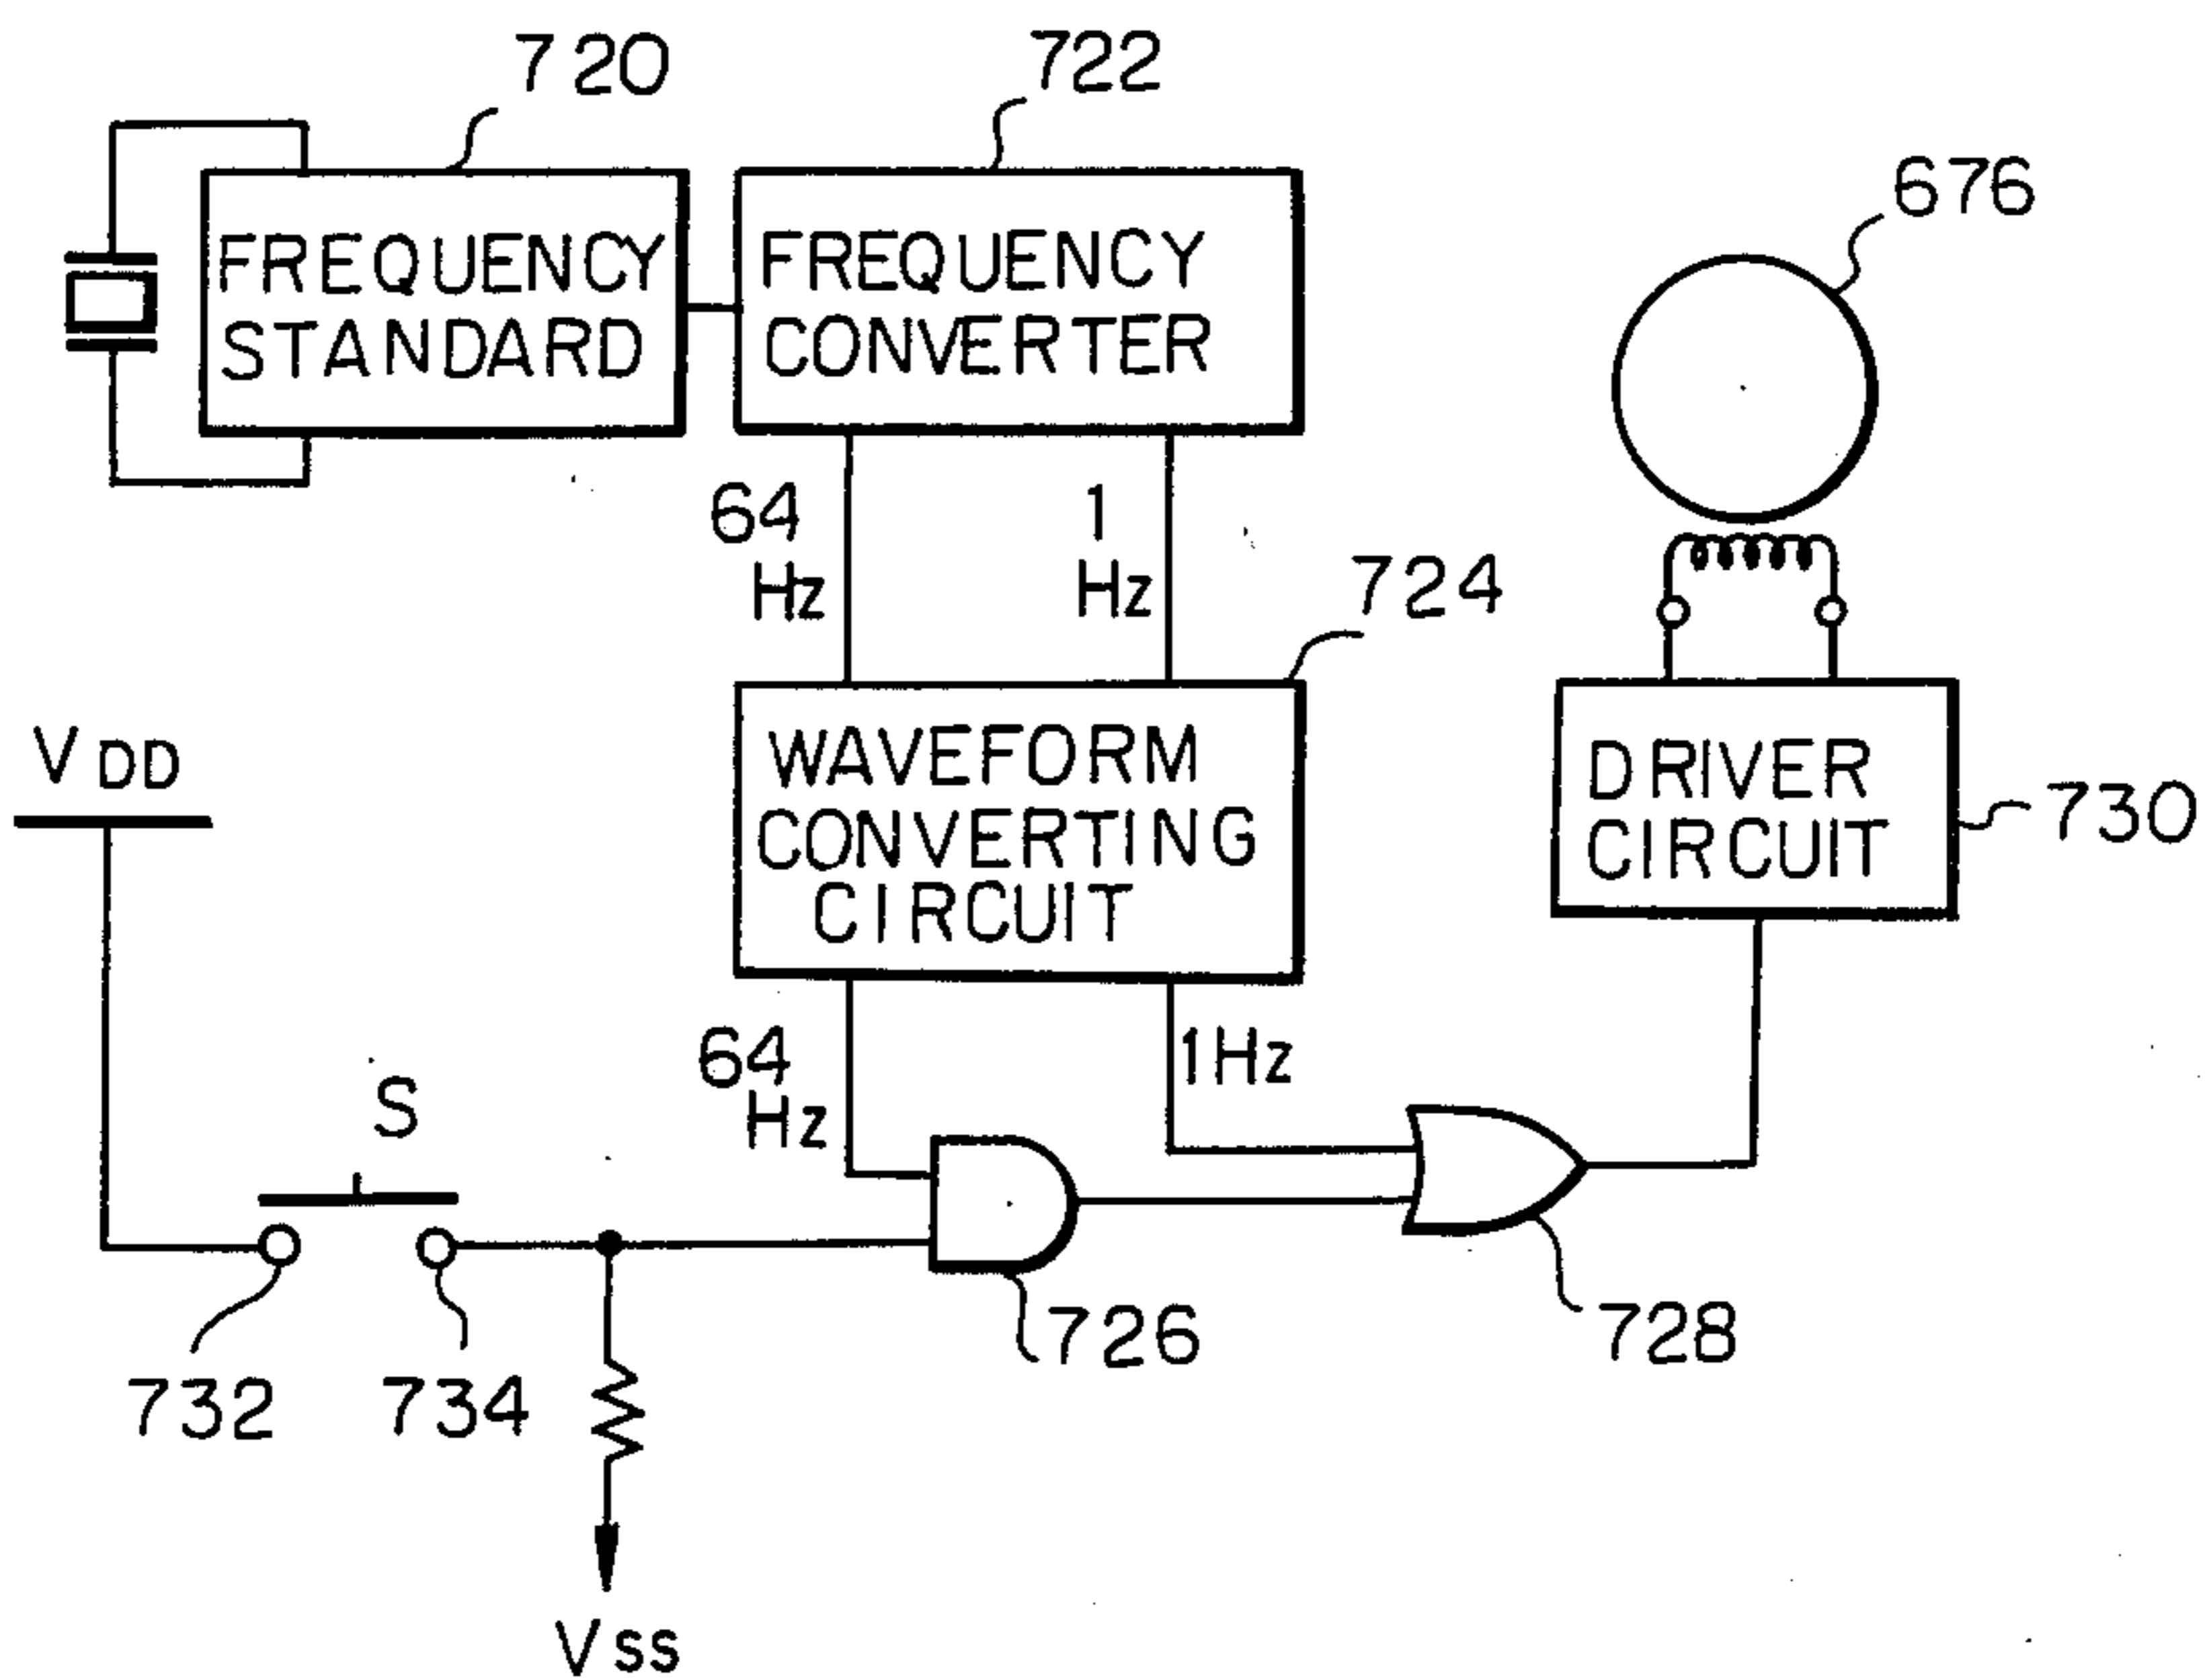 720
722
676
FREQUENCY
STANDARD
FREQUENCY
CONVERTER
64
Hz
1
Hz
724
VDD
WAVEFORM
CONVERTING
CIRCUIT
DRIVER
CIRCUIT
730
S
64
Hz
1Hz
732
734
726
728
VSS